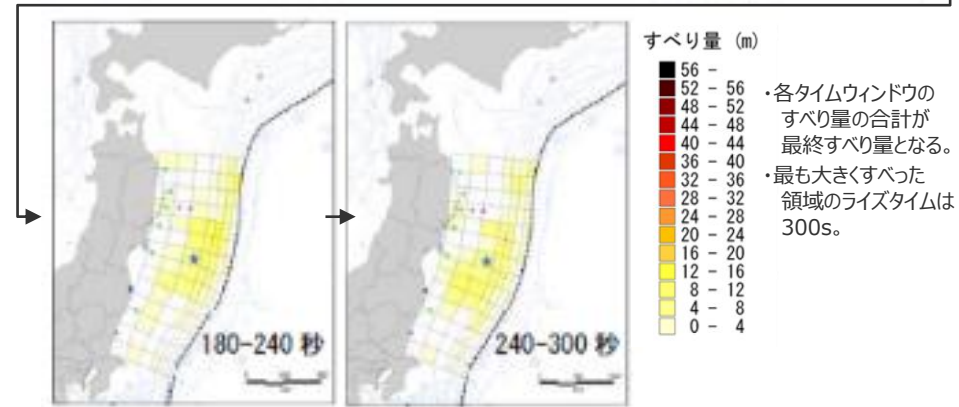 すべり量 (m)
56 -
52 - 56
48 - 52
44 - 48
40 - 44
36 - 40
32 - 36
28 - 32
24 - 28
20 - 24
16 - 20
12 - 16
8 - 12
4 - 8
0 - 4
・各タイムウィンドウの
すべり量の合計が
最終すべり量となる。
・最も大きくすべった
領域のライズタイムは
300s。
180-240 秒
240-300 秒